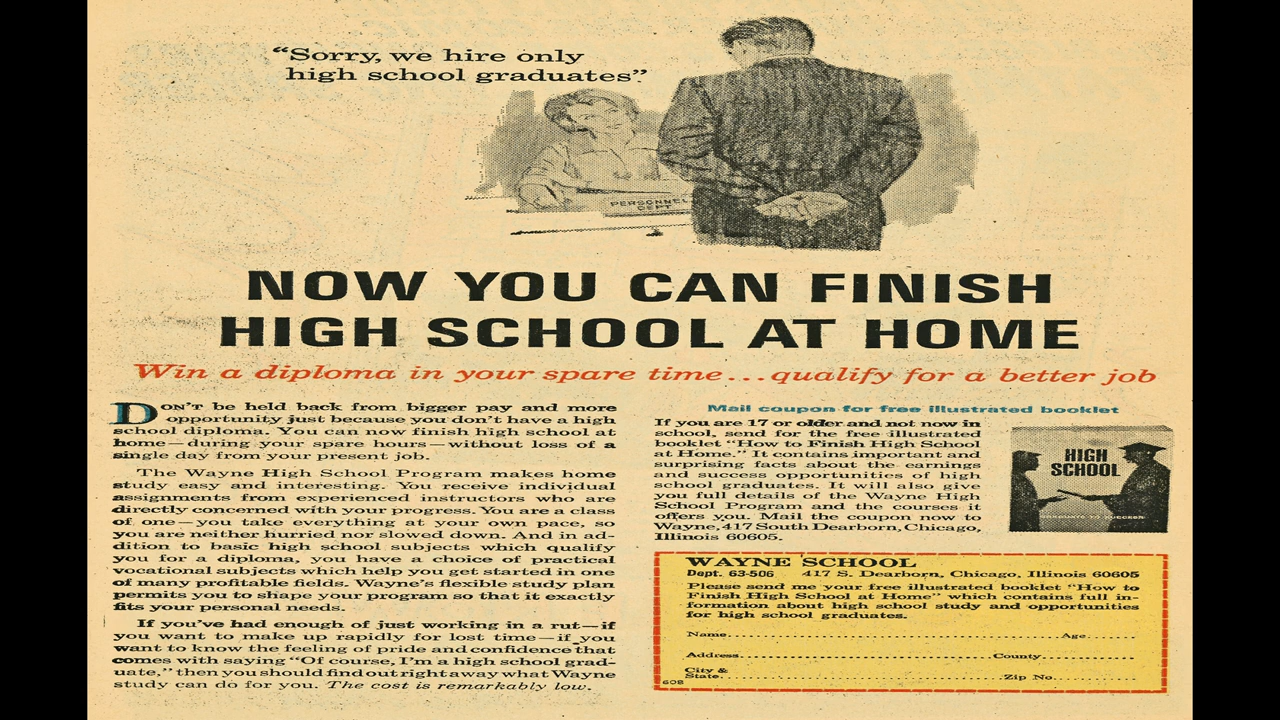 “Sorry, we hire only
high school graduates”
PERSONNEL
DEPT
NOW YOU CAN FINISH
HIGH SCHOOL AT HOME
Win a diploma in your spare time...qualify for a better job
DON'T be held back from bigger pay and more
opportunity just because you don't have a high
school diploma. You can now finish high school at
home—during your spare hours—without loss of a
single day from your present job.
The Wayne High School Program makes home
study easy and interesting. You receive individual
assignments from experienced instructors who are
directly concerned with your progress. You are a class
of one—you take everything at your own pace, so
you are neither hurried nor slowed down. And in ad-
dition to basic high school subjects which qualify
you for a diploma, you have a choice of practical
vocational subjects which help you get started in one
of many profitable fields. Wayne's flexible study plan
permits you to shape your program so that it exactly
fits your personal needs.
If you've had enough of just working in a rut—if
you want to make up rapidly for lost time—if you
want to know the feeling of pride and confidence that
comes with saying “Of course, I'm a high school grad-
uate,” then you should find out right away what Wayne
study can do for you. The cost is remarkably low.
Mail coupon for free illustrated booklet
If you are 17 or older and not now in
school, send for the free illustrated
booklet “How to Finish High School
at Home.” It contains important and
surprising facts about the earnings
and success opportunities of high
school graduates. It will also give
you full details of the Wayne High
School Program and the courses it
offers you. Mail the coupon now to
Wayne, 417 South Dearborn, Chicago,
Illinois 60605.
HIGH
SCHOOL
GRADUATE TO SUCCESS
WAYNE SCHOOL
Dept. 63-506 417 S. Dearborn, Chicago, Illinois 60605
Please send me your free illustrated booklet “How to
Finish High School at Home” which contains full in-
formation about high school study and opportunities
for high school graduates.
Name Age
Address County
City &
State Zip No.
608